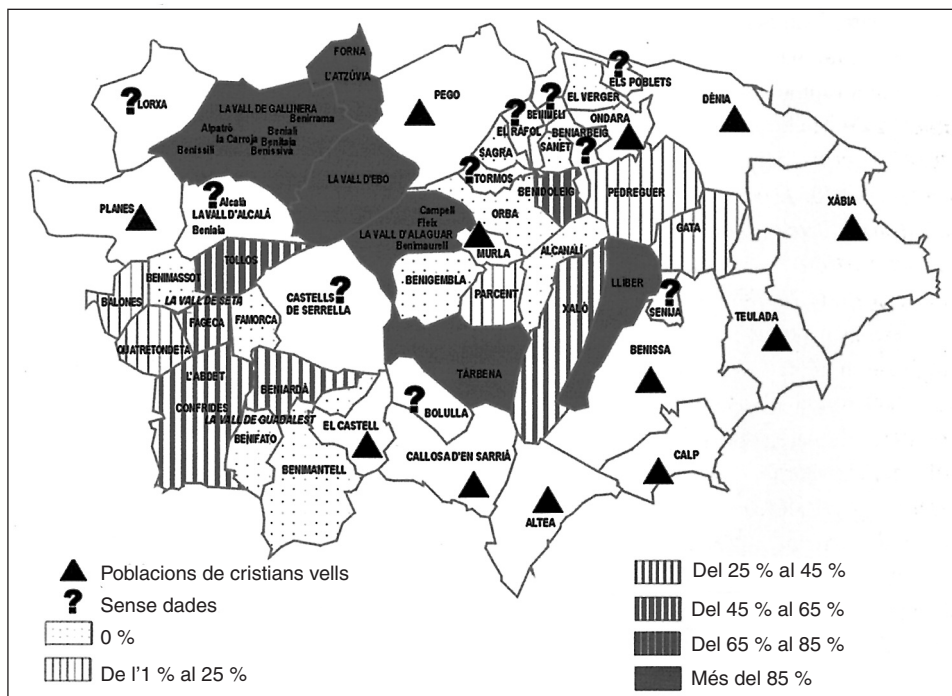 FORNA
L'ATZÚVIA
LORXA
LA VALL DE GALLINERA
Benirrama
Alpatró
la Carroja
Benissili
Beniali
Benitaia
Benissiva
PEGO
ELS POBLETS
EL VERGER
DÉNIA
BENIMELI
ONDARA
EL RÀFOL
BENIARBEIG
SAGRA
SANET
TORMOS
LA VALL D'EBO
BENIDOLEIG
PEDREGUER
XÀBIA
PLANES
Alcalà
LA VALL D'ALCALÁ
Beniaia
Campell
Fleix
LA VALL D'ALAGUAR
Benimaurell
ORBA
MURLA
ALCANALÍ
GATA
TOLLOS
BENIMASSOT
BALONES
LA VALL DE SETA
CASTELLS
DE SERRELLA
BENIGEMBLA
PARCENT
LLIBER
XALÓ
SENIJA
TEULADA
FAGECA
FAMORCA
QUATRETONDETA
BENISSA
L'ABDET
BENIARDÀ
TÀRBENA
CONFRIDES
LA VALL DE GUADALEST
BOLULLA
EL CASTELL
BENIFATO
BENIMANTELL
CALLOSA D'EN SARRIÀ
CALP
ALTEA
Poblacions de cristians vells
Sense dades
0 %
De l'1 % al 25 %
Del 25 % al 45 %
Del 45 % al 65 %
Del 65 % al 85 %
Més del 85 %